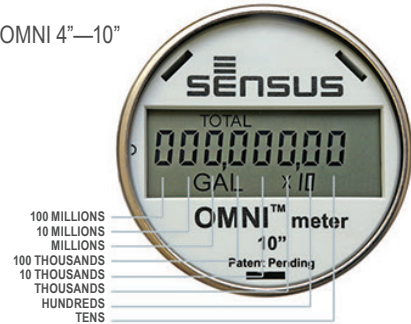 OMNI 4”—10”
SENSUS
TOTAL
000,000,00
GAL X 10
OMNI™ meter
10”
Patent Pending
100 MILLIONS
10 MILLIONS
MILLIONS
100 THOUSANDS
10 THOUSANDS
THOUSANDS
HUNDREDS
TENS